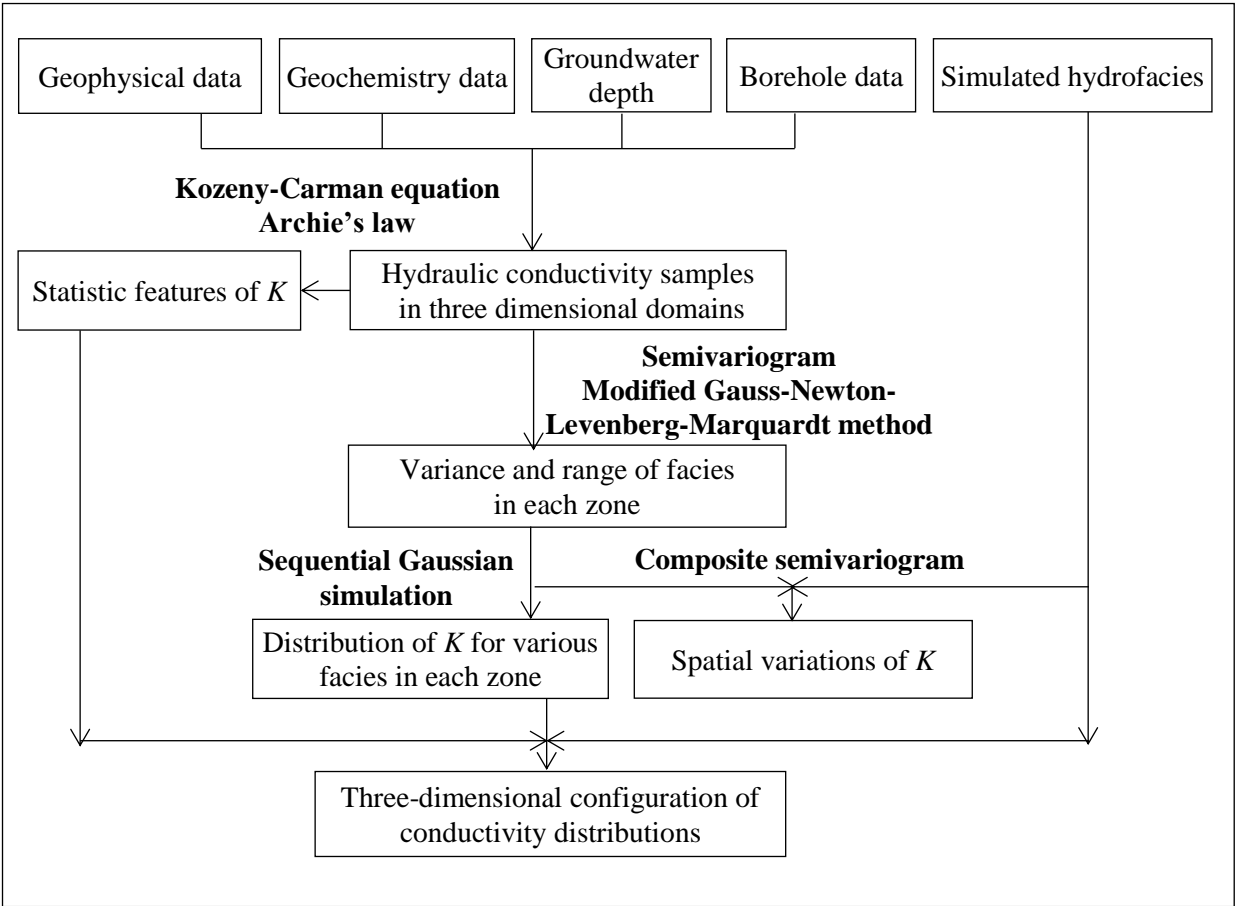 Geophysical data
Geochemistry data
Groundwater
depth
Borehole data
Simulated hydrofacies
Kozeny-Carman equation
Archie’s law
Statistic features of K
Hydraulic conductivity samples
in three dimensional domains
Semivariogram
Modified Gauss-Newton-
Levenberg-Marquardt method
Variance and range of facies
in each zone
Sequential Gaussian
simulation
Composite semivariogram
Distribution of K for various
facies in each zone
Spatial variations of K
Three-dimensional configuration of
conductivity distributions